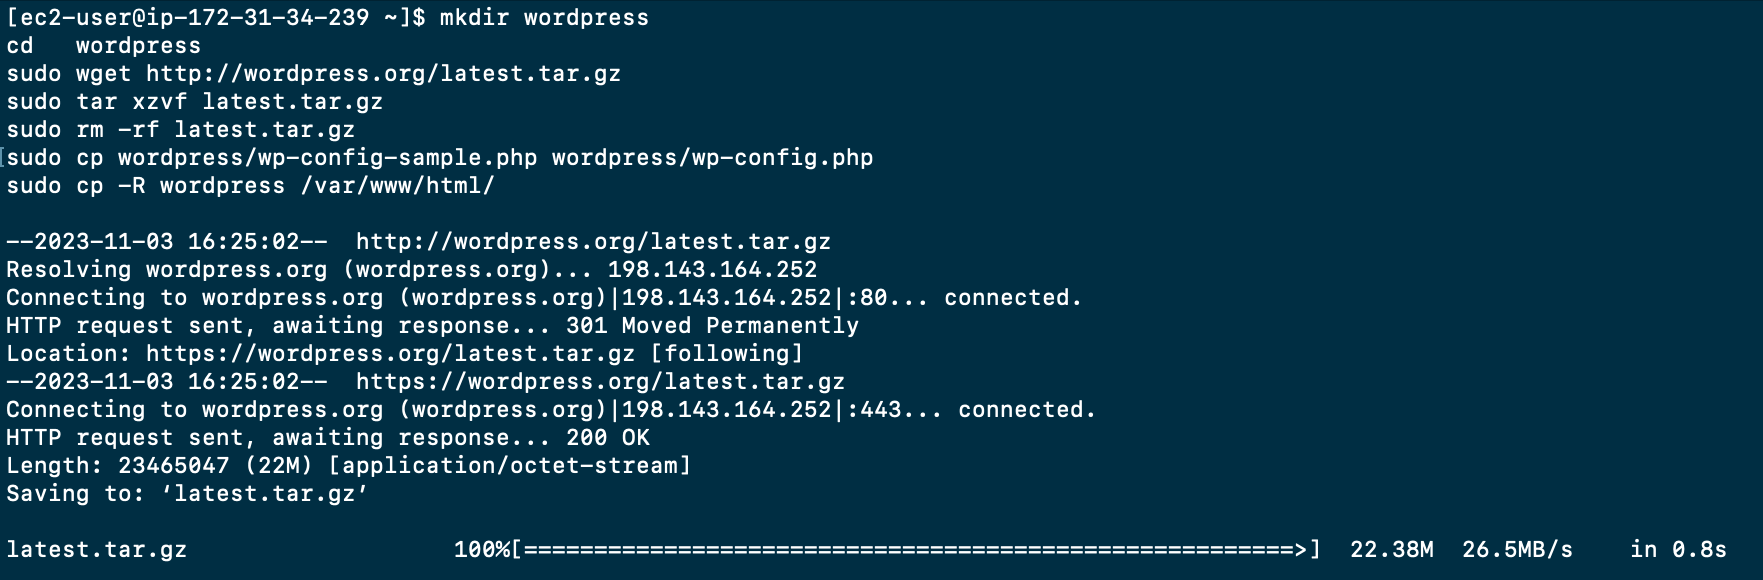 [ec2-user@ip-172-31-34-239 ~]$ mkdir wordpress
cd   wordpress
sudo wget http://wordpress.org/latest.tar.gz
sudo tar xzvf latest.tar.gz
sudo rm -rf latest.tar.gz
[sudo cp wordpress/wp-config-sample.php wordpress/wp-config.php
sudo cp -R wordpress /var/www/html/

--2023-11-03 16:25:02--  http://wordpress.org/latest.tar.gz
Resolving wordpress.org (wordpress.org)... 198.143.164.252
Connecting to wordpress.org (wordpress.org)|198.143.164.252|:80... connected.
HTTP request sent, awaiting response... 301 Moved Permanently
Location: https://wordpress.org/latest.tar.gz [following]
--2023-11-03 16:25:02--  https://wordpress.org/latest.tar.gz
Connecting to wordpress.org (wordpress.org)|198.143.164.252|:443... connected.
HTTP request sent, awaiting response... 200 OK
Length: 23465047 (22M) [application/octet-stream]
Saving to: ‘latest.tar.gz’

latest.tar.gz                   100%[=======================================================>]  22.38M  26.5MB/s    in 0.8s